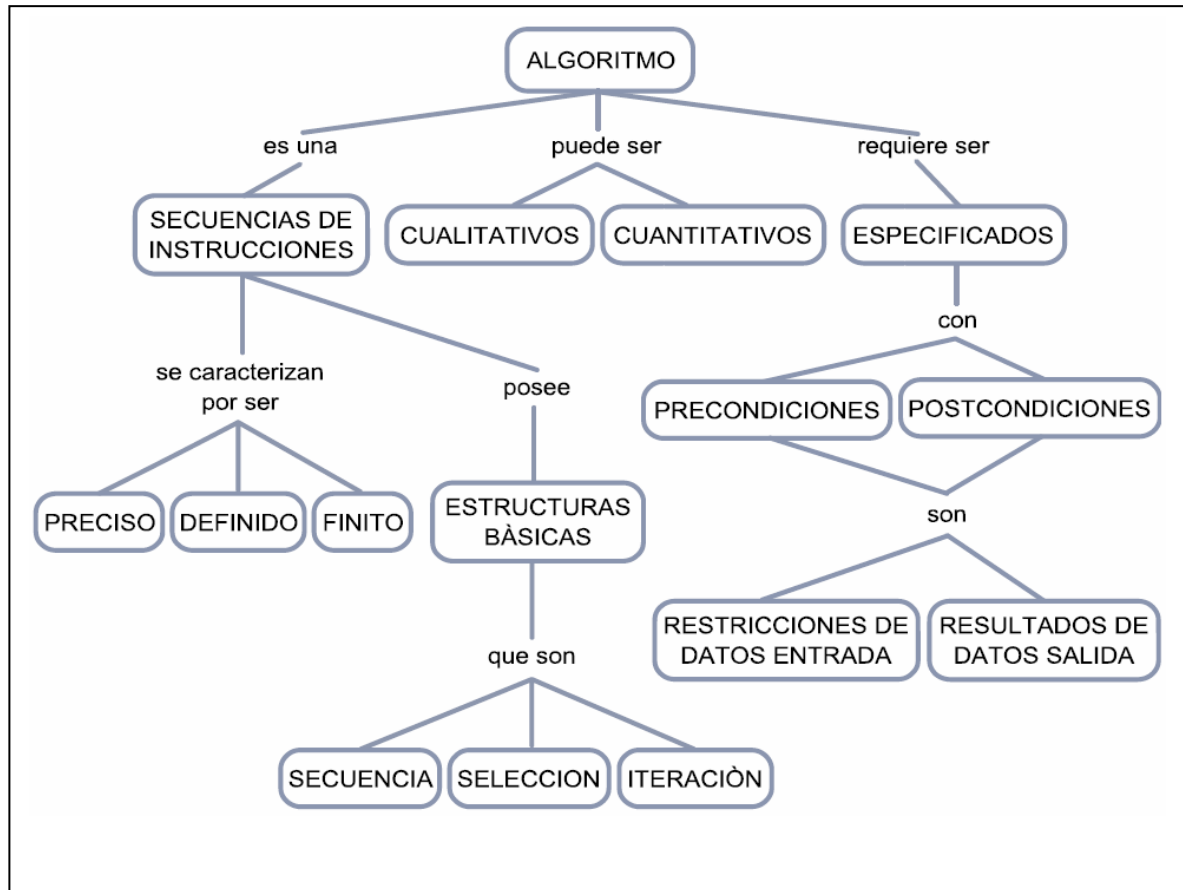 ALGORITMO
es una
puede ser
requiere ser
SECUENCIAS DE
INSTRUCCIONES
CUALITATIVOS
CUANTITATIVOS
ESPECIFICADOS
con
se caracterizan
por ser
posee
PRECONDICIONES
POSTCONDICIONES
PRECISO
DEFINIDO
FINITO
ESTRUCTURAS
BÀSICAS
son
RESTRICCIONES DE
DATOS ENTRADA
RESULTADOS DE
DATOS SALIDA
que son
SECUENCIA
SELECCION
ITERACIÒN